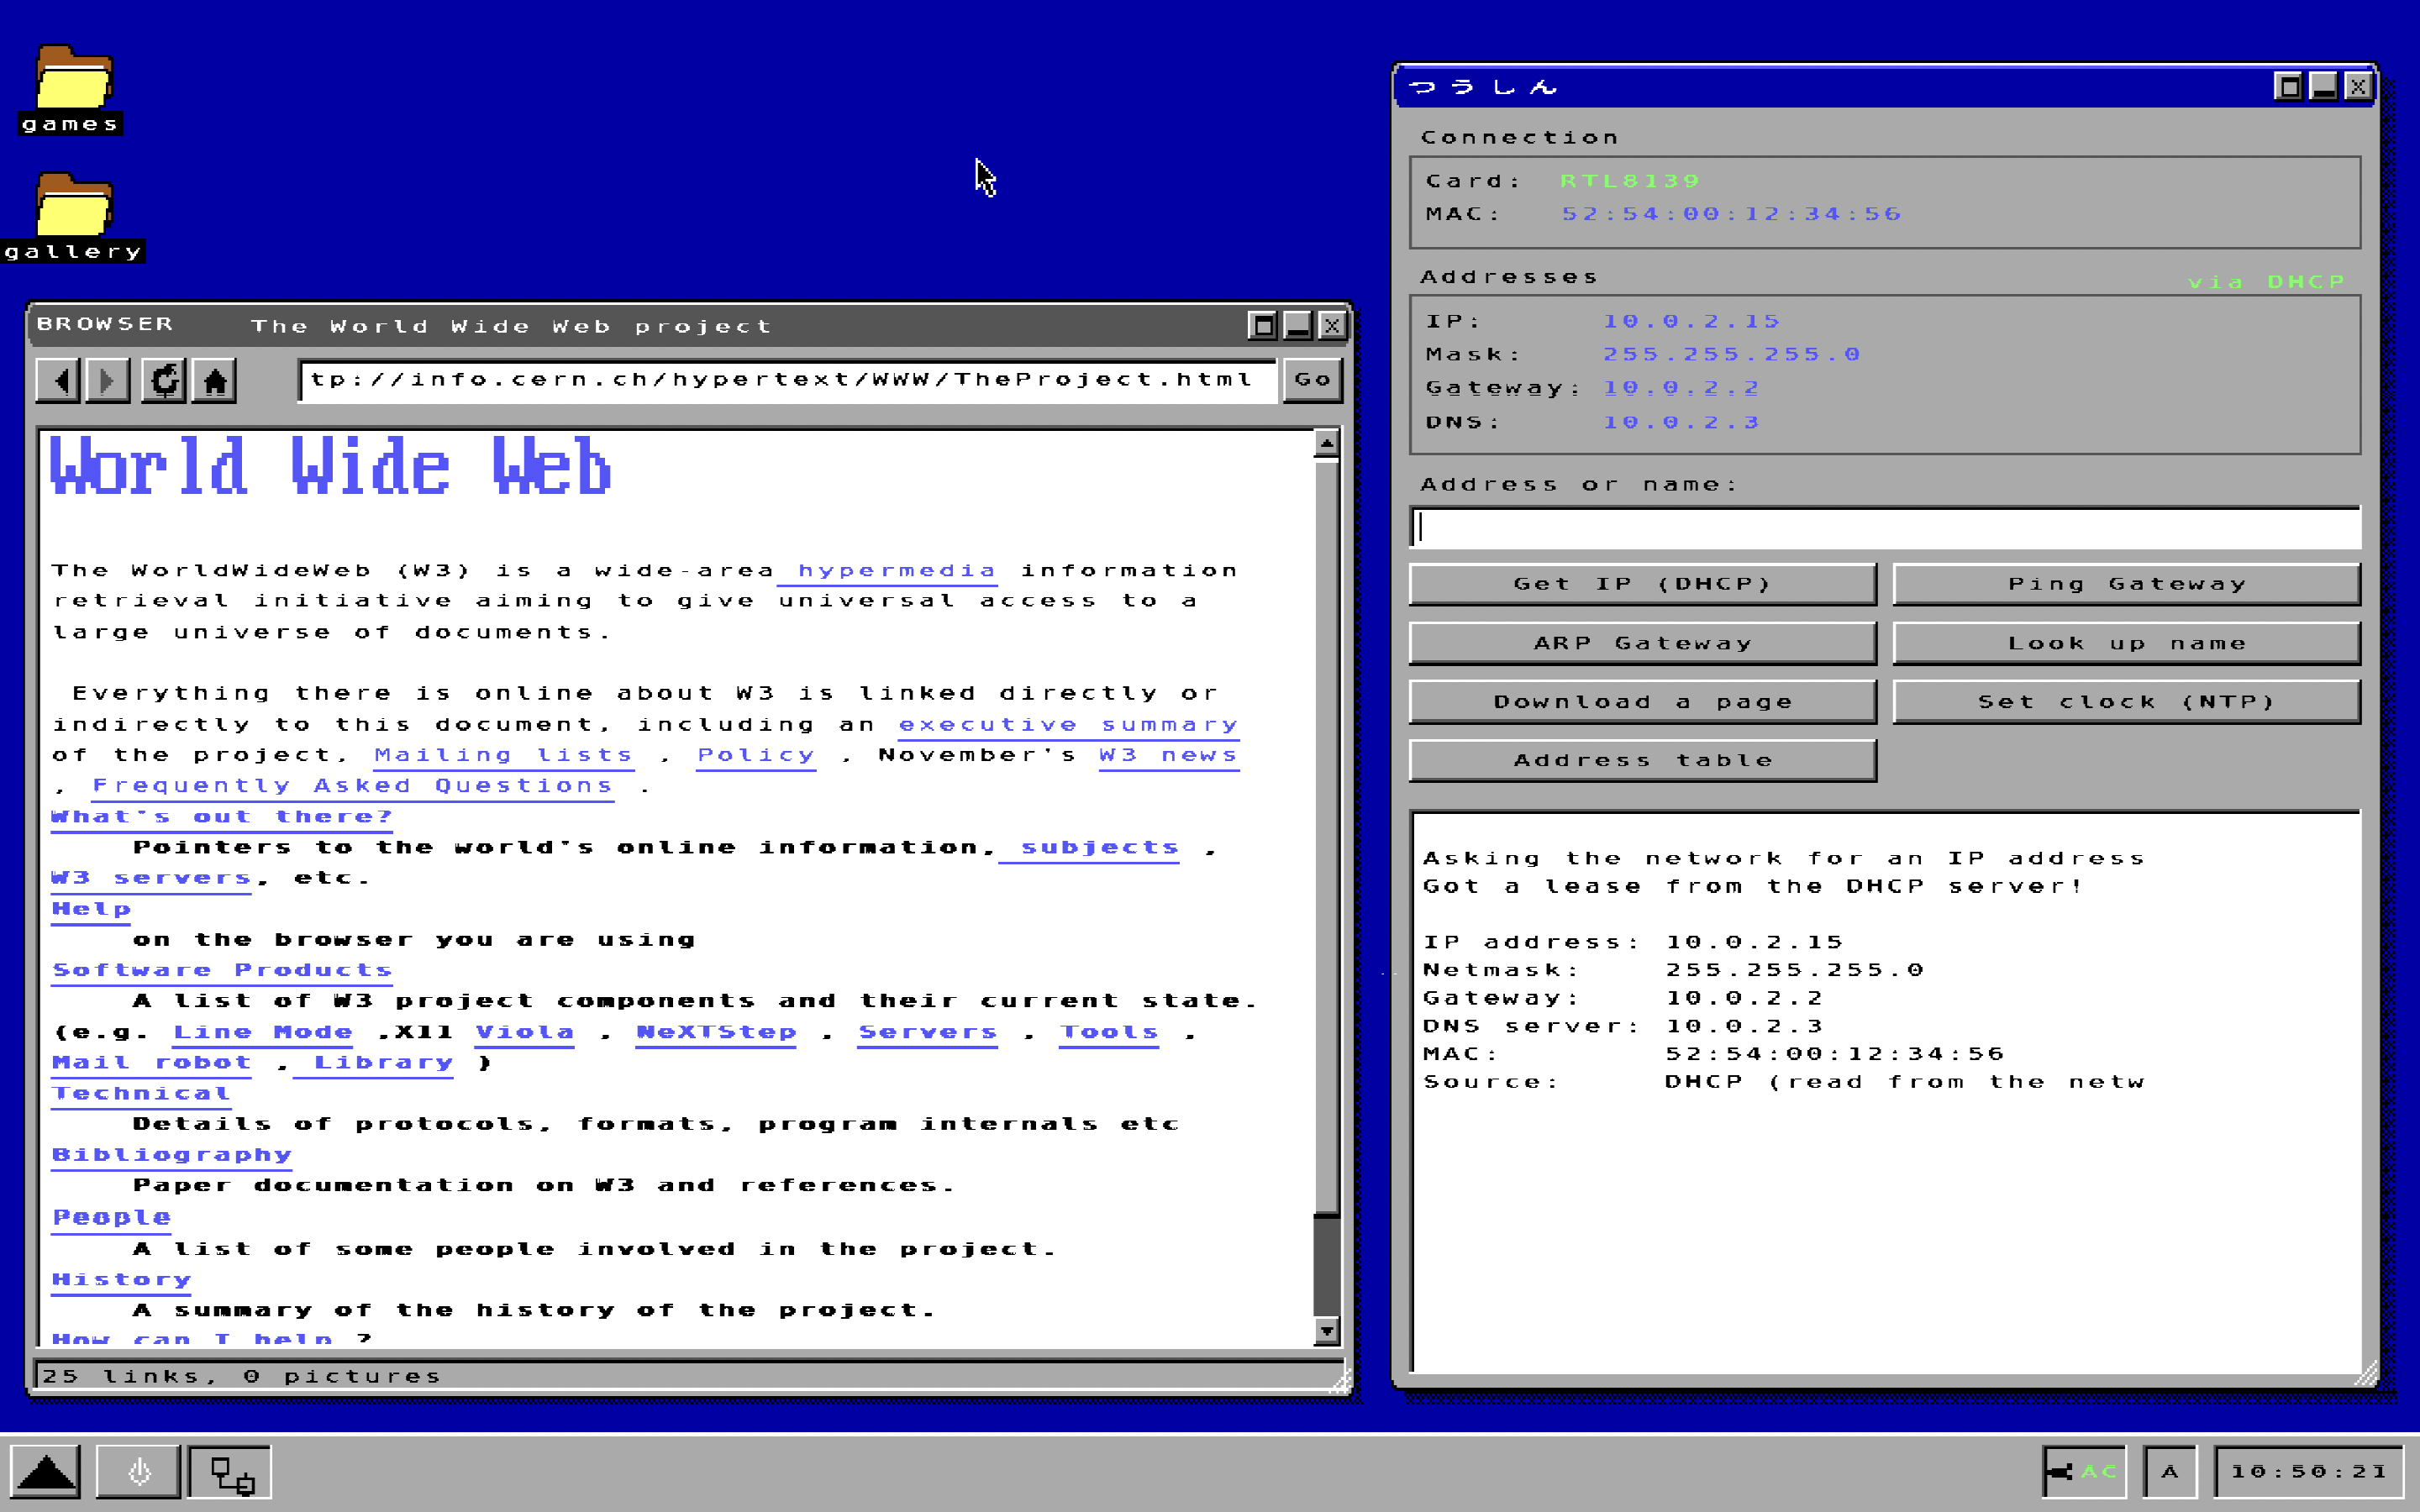 games
gallery
BROWSER The World Wide Web project
tp://info.cern.ch/hypertext/WWW/TheProject.html Go
World Wide Web
The WorldWideWeb (W3) is a wide-area hypermedia information
retrieval initiative aiming to give universal access to a
large universe of documents.
Everything there is online about W3 is linked directly or
indirectly to this document, including an executive summary
of the project, Mailing lists , Policy , November's W3 news
, Frequently Asked Questions .
What's out there?
Pointers to the world's online information, subjects ,
W3 servers, etc.
Help
on the browser you are using
Software Products
A list of W3 project components and their current state.
(e.g. Line Mode ,X11 Viola , NeXTStep , Servers , Tools ,
Mail robot , Library )
Technical
Details of protocols, formats, program internals etc
Bibliography
Paper documentation on W3 and references.
People
A list of some people involved in the project.
History
A summary of the history of the project.
How can I help ?
25 links, 0 pictures
つうしん
Connection
Card: RTL8139
MAC: 52:54:00:12:34:56
Addresses via DHCP
IP: 10.0.2.15
Mask: 255.255.255.0
Gateway: 10.0.2.2
DNS: 10.0.2.3
Address or name:
Get IP (DHCP) Ping Gateway
ARP Gateway Look up name
Download a page Set clock (NTP)
Address table
Asking the network for an IP address
Got a lease from the DHCP server!
IP address: 10.0.2.15
Netmask: 255.255.255.0
Gateway: 10.0.2.2
DNS server: 10.0.2.3
MAC: 52:54:00:12:34:56
Source: DHCP (read from the netw
AC A 10:50:21